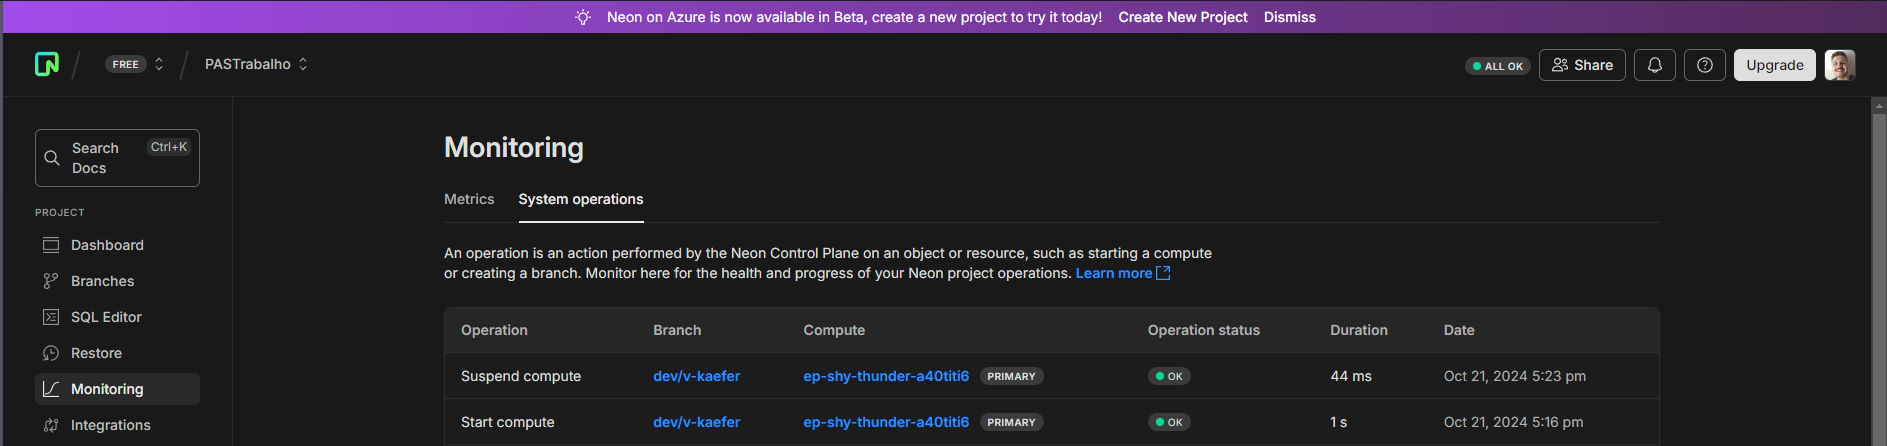 Neon on Azure is now available in Beta, create a new project to try it today! Create New Project Dismiss
FREE PASTrabalho ALL OK Share Upgrade
Search Docs Ctrl+K
PROJECT
Dashboard
Branches
SQL Editor
Restore
Monitoring
Integrations
Monitoring
Metrics System operations
An operation is an action performed by the Neon Control Plane on an object or resource, such as starting a compute
or creating a branch. Monitor here for the health and progress of your Neon project operations. Learn more
Operation Branch Compute Operation status Duration Date
Suspend compute dev/v-kaefer ep-shy-thunder-a40titi6 PRIMARY OK 44 ms Oct 21, 2024 5:23 pm
Start compute dev/v-kaefer ep-shy-thunder-a40titi6 PRIMARY OK 1 s Oct 21, 2024 5:16 pm